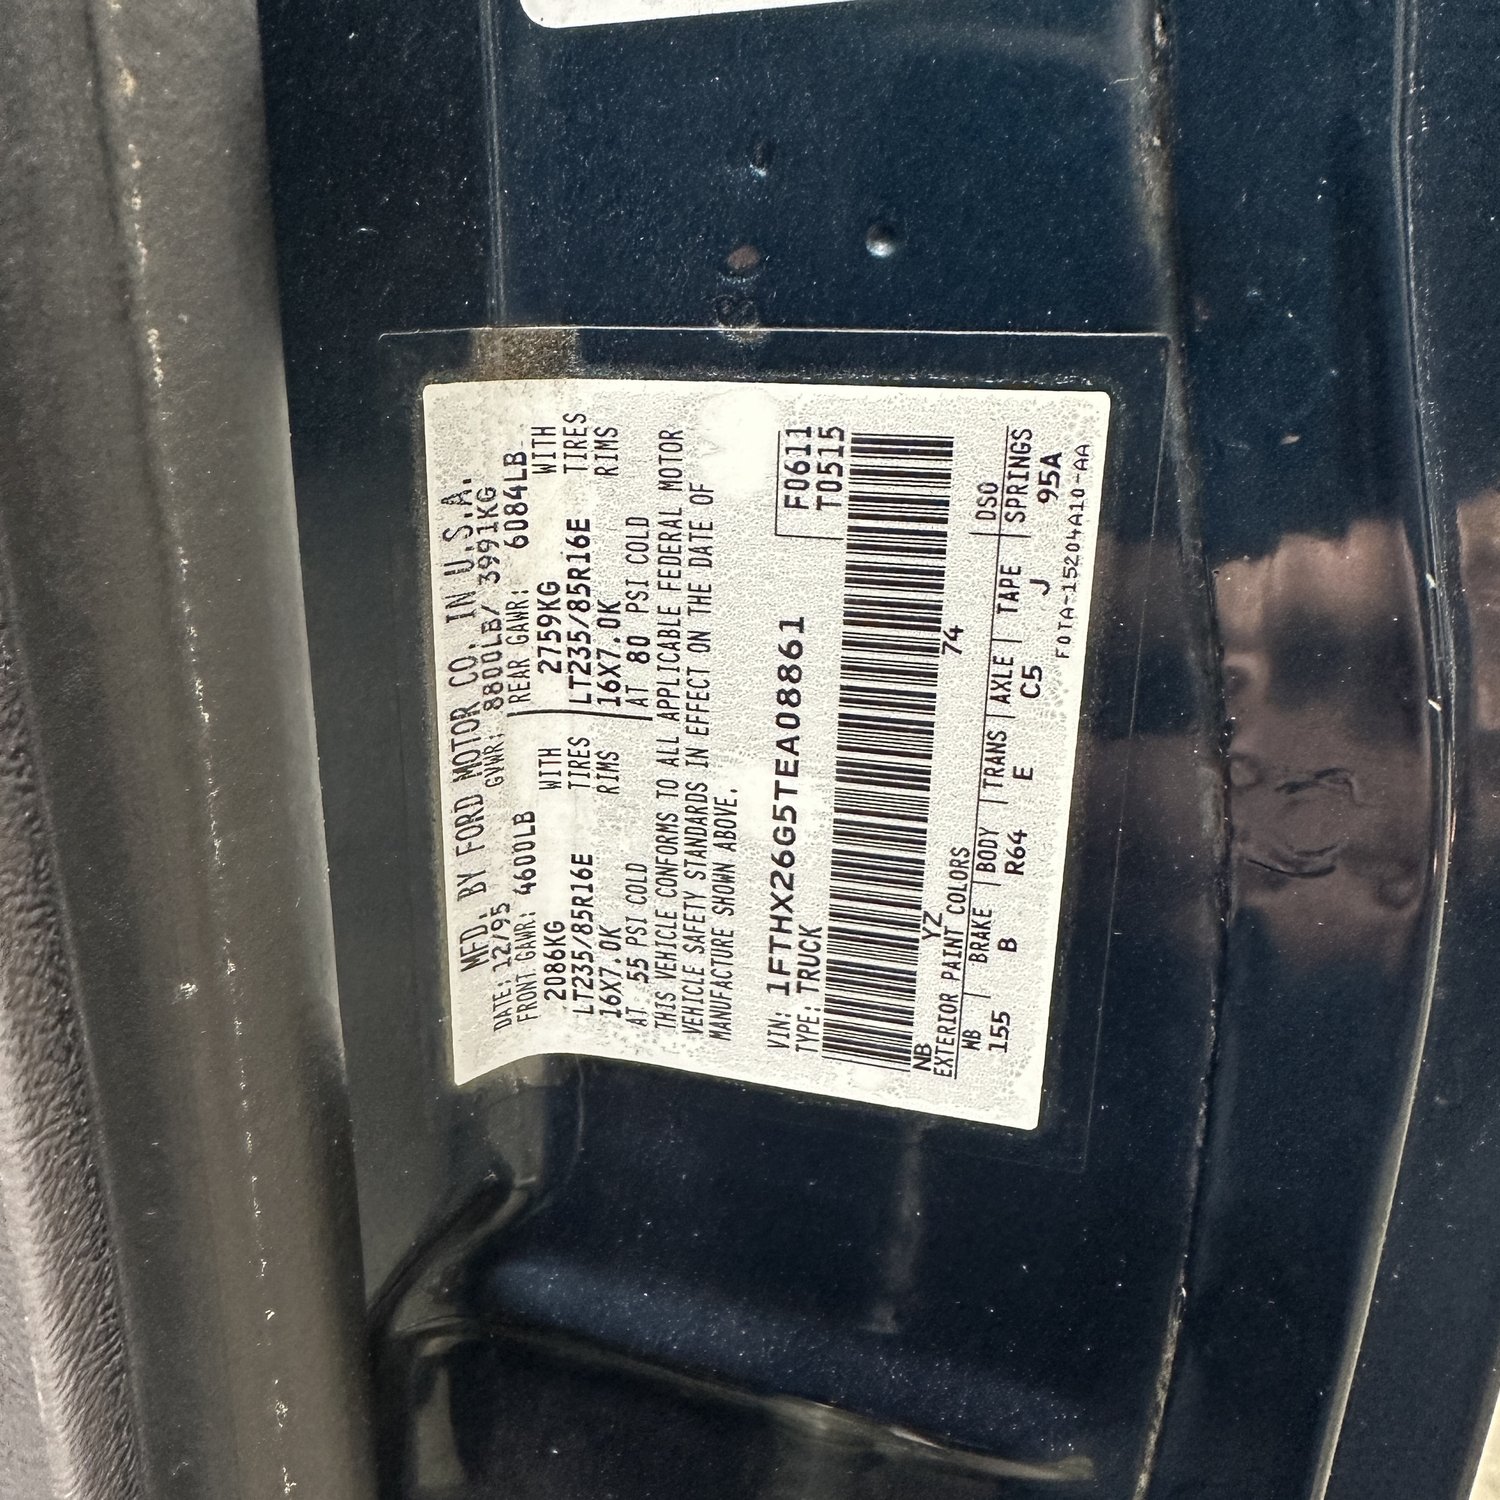 MFD. BY FORD MOTOR CO. IN U.S.A.
DATE: 12/95 GVWR: 8800LB/ 3991KG
FRONT GAWR: 4600LB REAR GAWR: 6084LB
2086KG WITH 2759KG WITH
LT235/85R16E TIRES LT235/85R16E TIRES
16X7.0K RIMS 16X7.0K RIMS
AT 55 PSI COLD AT 80 PSI COLD
THIS VEHICLE CONFORMS TO ALL APPLICABLE FEDERAL MOTOR
VEHICLE SAFETY STANDARDS IN EFFECT ON THE DATE OF
MANUFACTURE SHOWN ABOVE.
VIN: 1FTHX26G5TEA08861 F0611
TYPE: TRUCK T0515
NB YZ 74
EXTERIOR PAINT COLORS DSO
WB BRAKE BODY TRANS AXLE TAPE SPRINGS
155 B R64 E C5 J 95A
F0TA-15204A10-AA